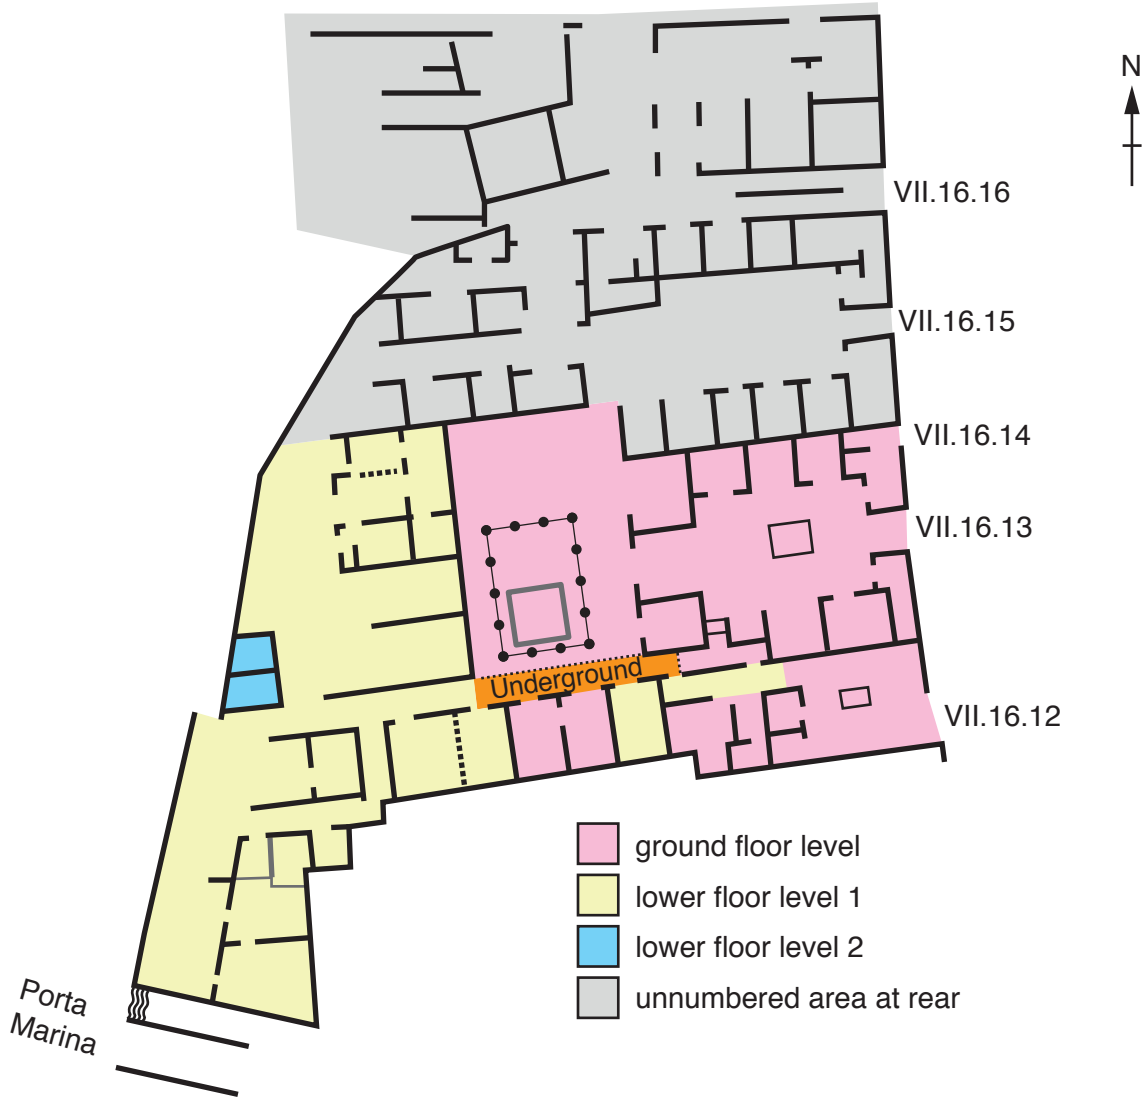 N
VII.16.16
VII.16.15
VII.16.14
VII.16.13
Underground
VII.16.12
ground floor level
lower floor level 1
lower floor level 2
unnumbered area at rear
Porta
Marina